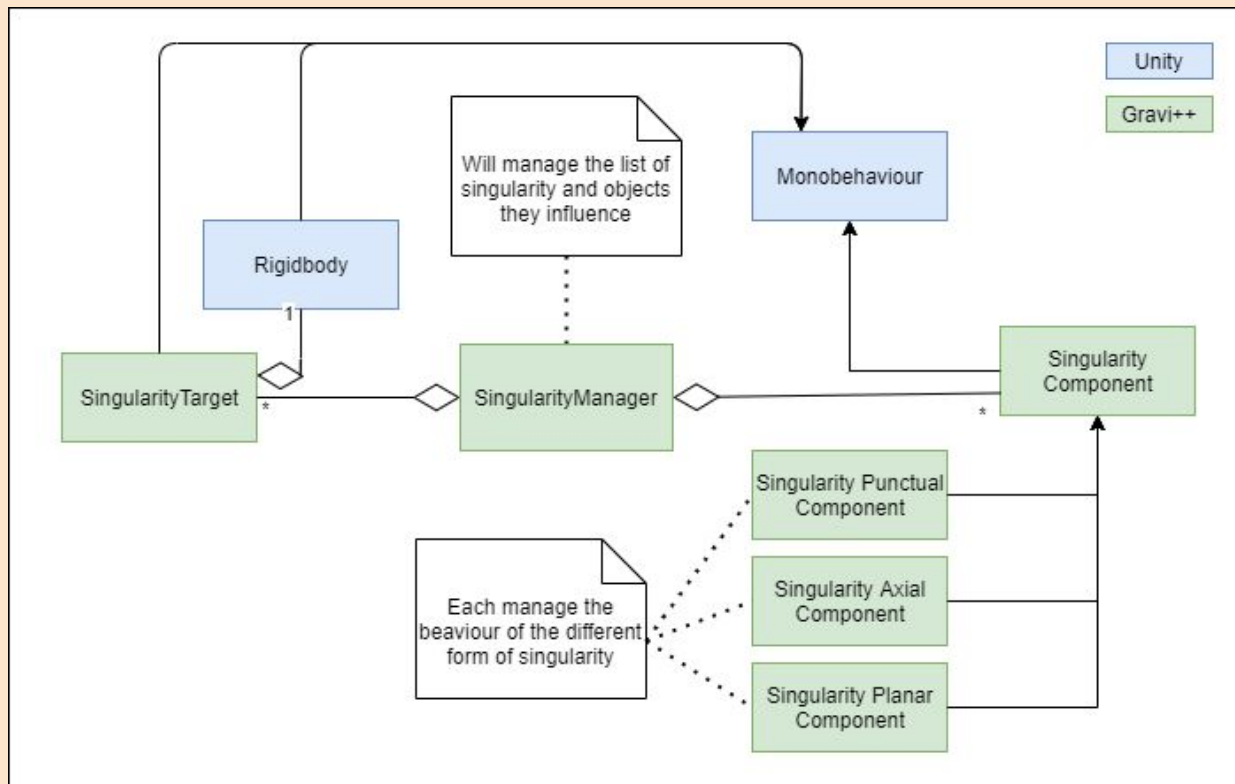 Unity
Gravi++
Will manage the list of
singularity and objects
they influence
Monobehaviour
Rigidbody
1
SingularityTarget
*
SingularityManager
*
Singularity
Component
Singularity Punctual
Component
Each manage the
beaviour of the different
form of singularity
Singularity Axial
Component
Singularity Planar
Component